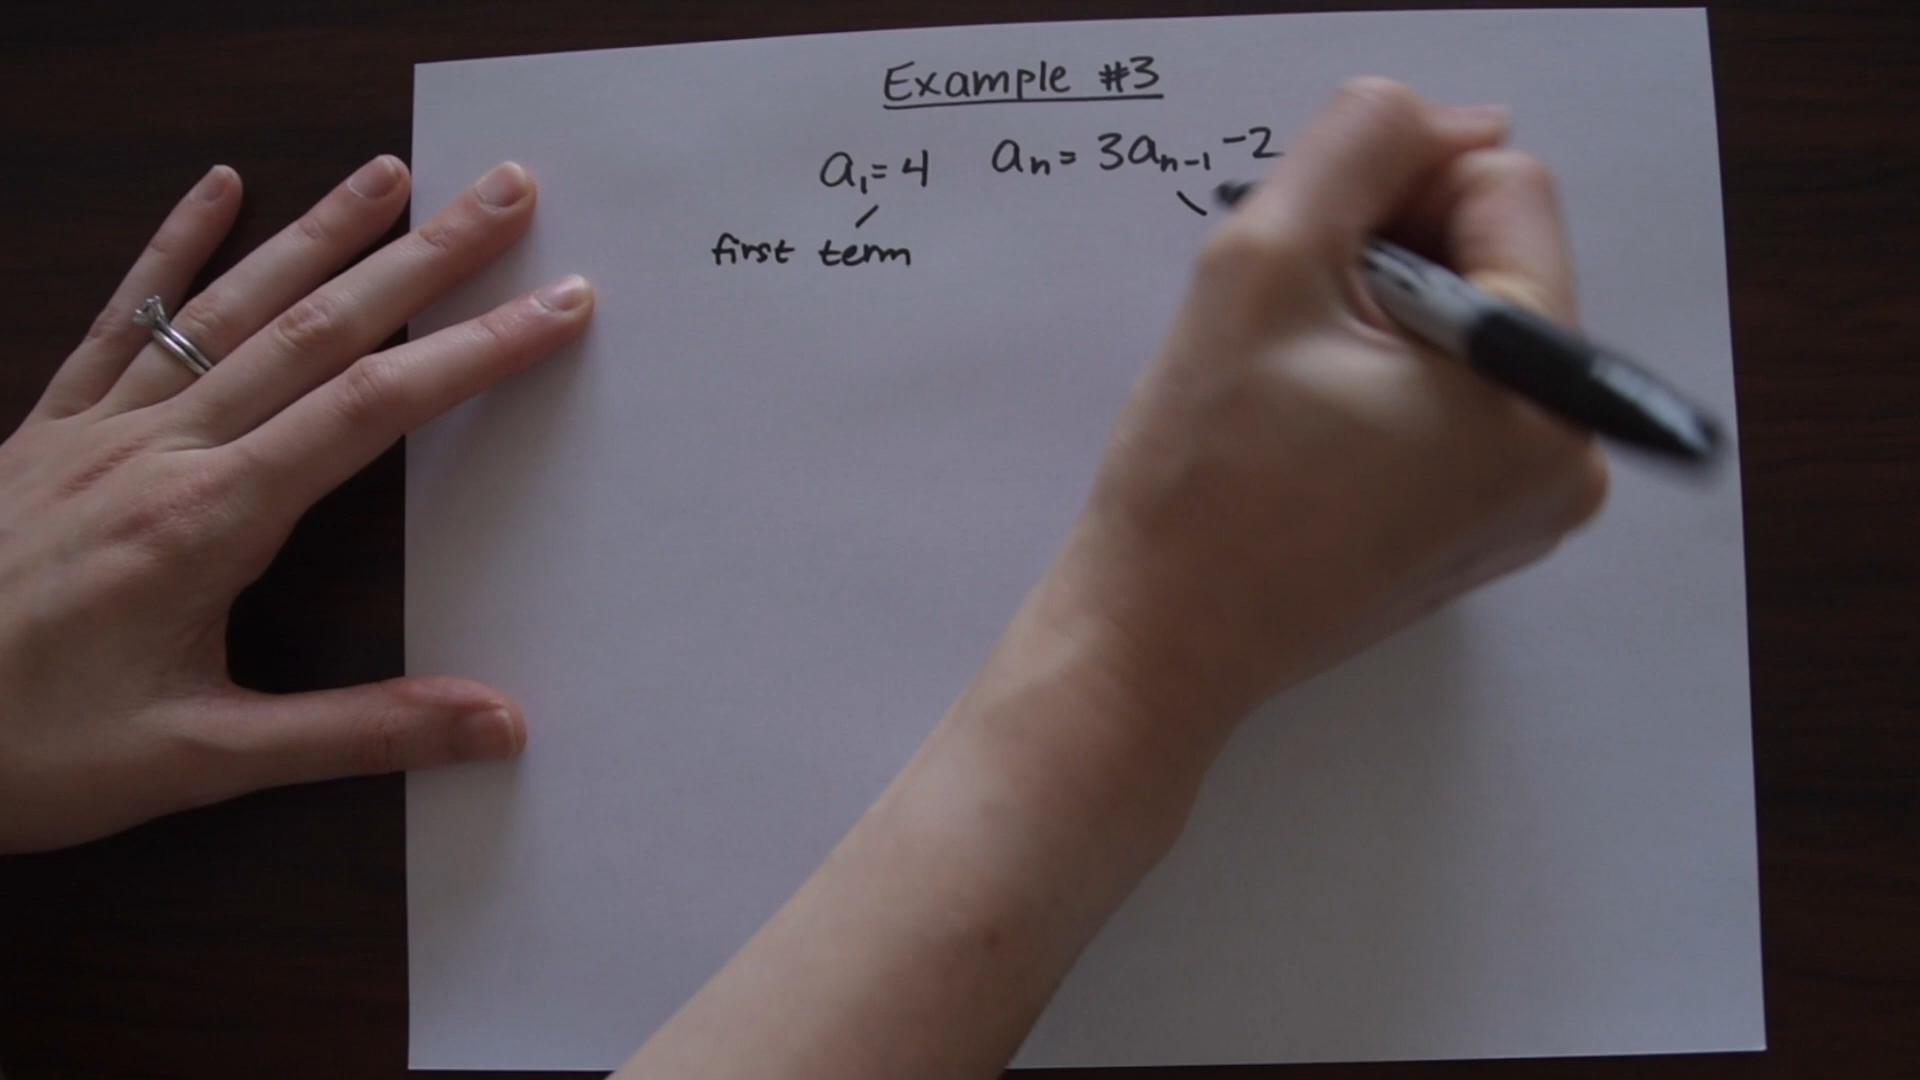 Example #3
a₁=4 aₙ= 3aₙ₋₁ -2
first term